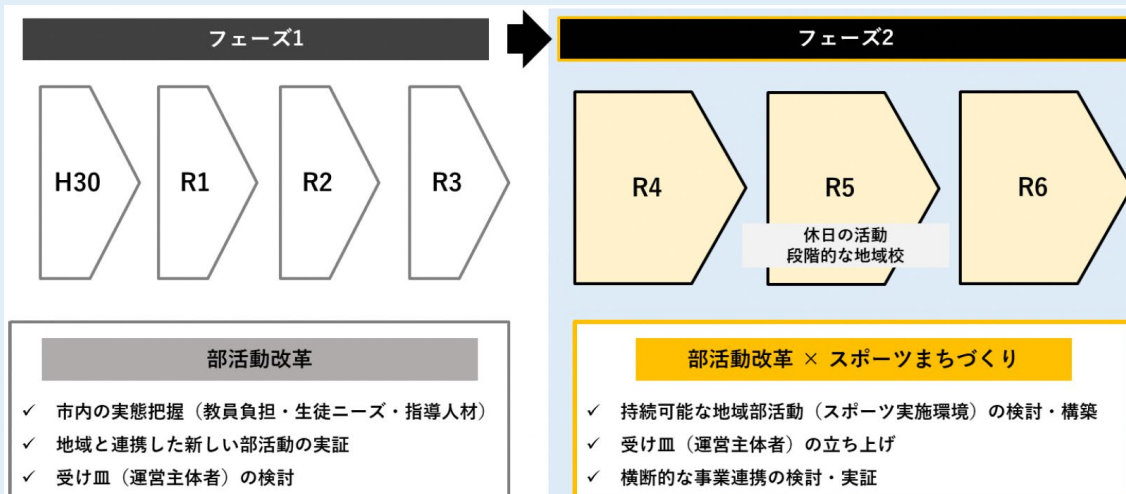 フェーズ1
フェーズ2
H30
R1
R2
R3
R4
R5
R6
休日の活動
段階的な地域校
部活動改革
✓ 市内の実態把握（教員負担・生徒ニーズ・指導人材）
✓ 地域と連携した新しい部活動の実証
✓ 受け皿（運営主体者）の検討
部活動改革 × スポーツまちづくり
✓ 持続可能な地域部活動（スポーツ実施環境）の検討・構築
✓ 受け皿（運営主体者）の立ち上げ
✓ 横断的な事業連携の検討・実証